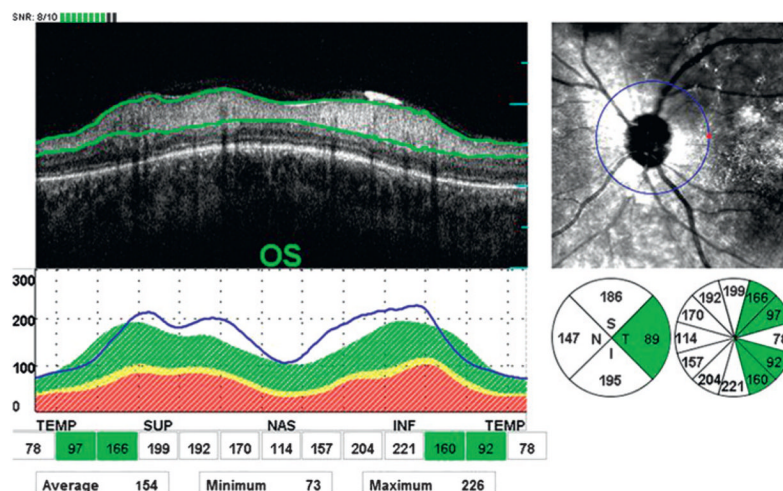 SNR: 8/10
OS
300
200
100
0
TEMP SUP NAS INF TEMP
78 97 166 199 192 170 114 157 204 221 160 92 78
Average 154 Minimum 73 Maximum 226
186
S
147 N T 89
I
195
199 166
192 97
170 78
114 92
157 160
204 221